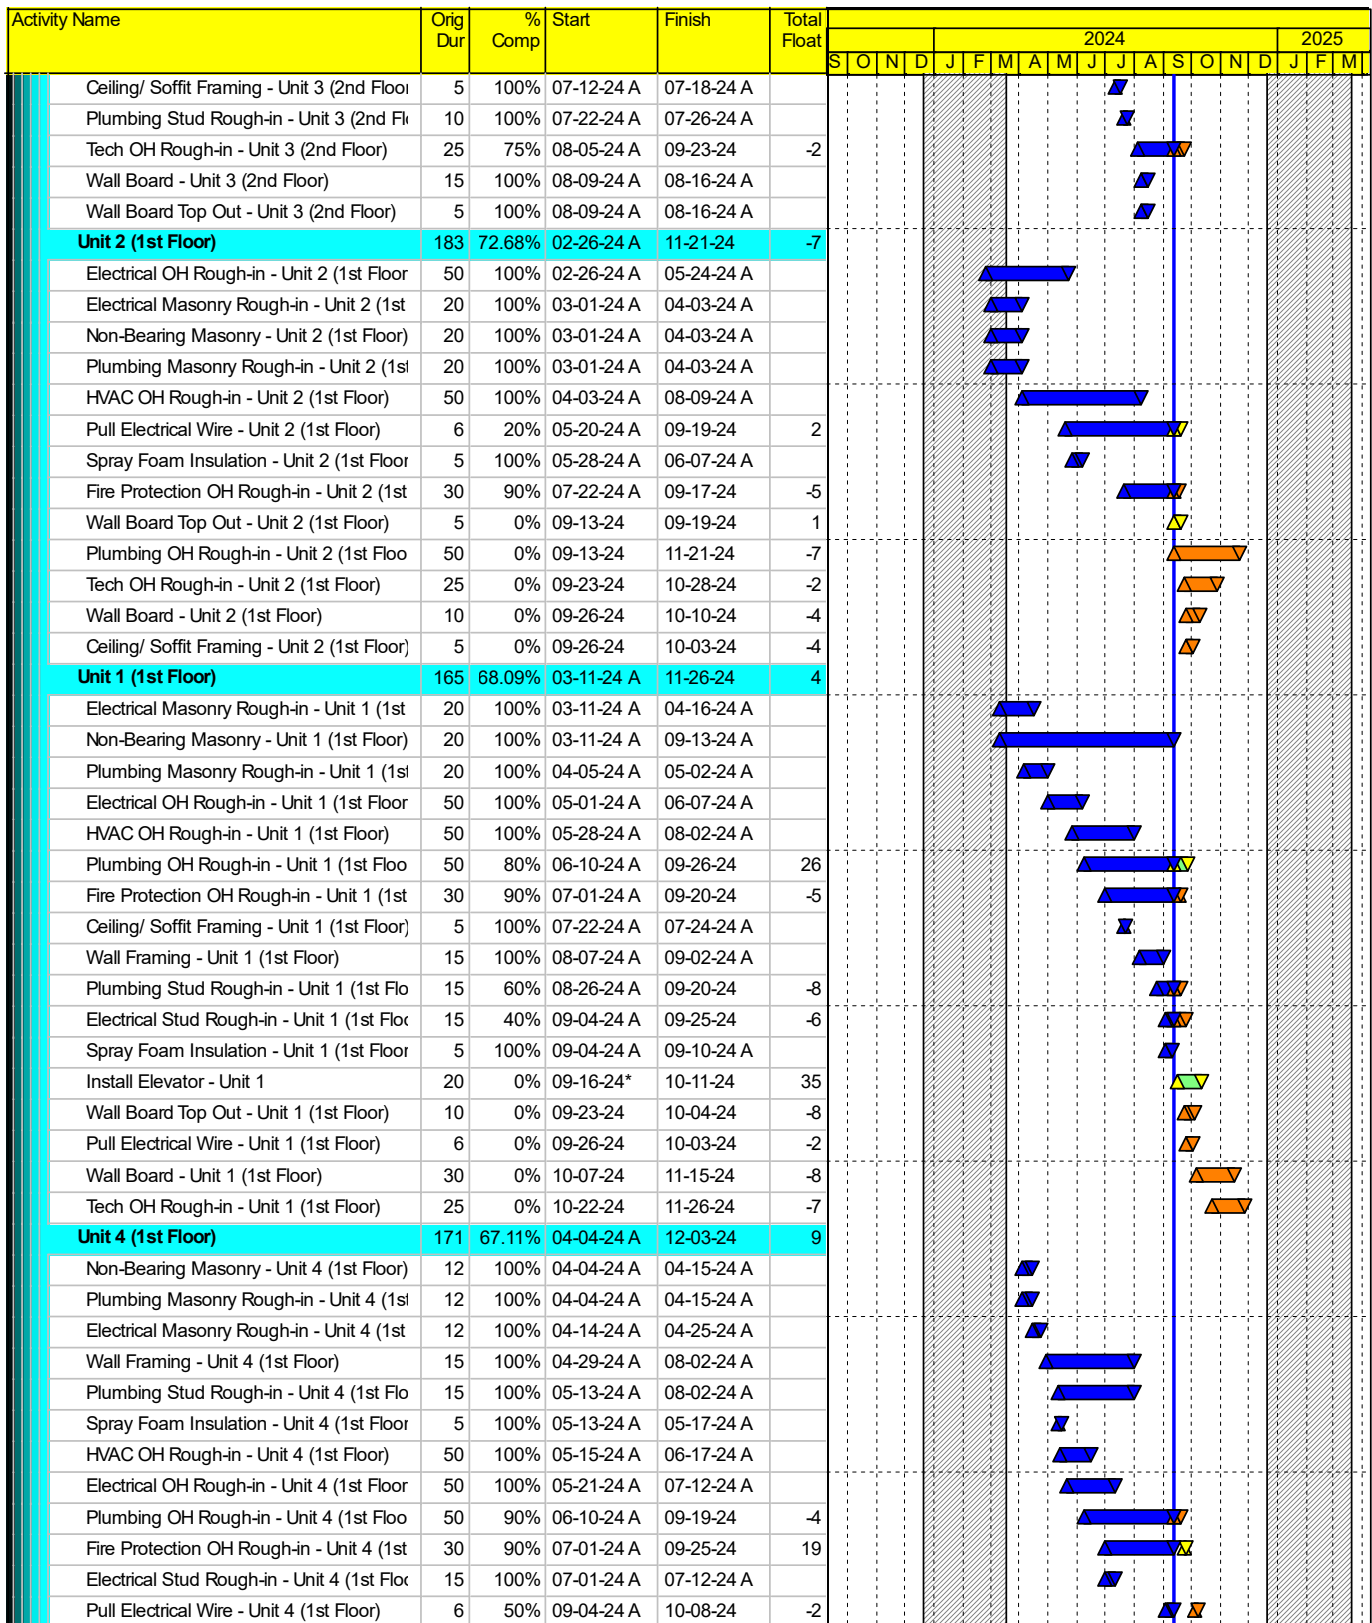 Activity Name Orig Dur % Comp Start Finish Total Float
2024 2025
S O N D J F M A M J J A S O N D J F M
Ceiling/ Soffit Framing - Unit 3 (2nd Floor 5 100% 07-12-24 A 07-18-24 A
Plumbing Stud Rough-in - Unit 3 (2nd Flo 10 100% 07-22-24 A 07-26-24 A
Tech OH Rough-in - Unit 3 (2nd Floor) 25 75% 08-05-24 A 09-23-24 -2
Wall Board - Unit 3 (2nd Floor) 15 100% 08-09-24 A 08-16-24 A
Wall Board Top Out - Unit 3 (2nd Floor) 5 100% 08-09-24 A 08-16-24 A
Unit 2 (1st Floor) 183 72.68% 02-26-24 A 11-21-24 -7
Electrical OH Rough-in - Unit 2 (1st Floor 50 100% 02-26-24 A 05-24-24 A
Electrical Masonry Rough-in - Unit 2 (1st 20 100% 03-01-24 A 04-03-24 A
Non-Bearing Masonry - Unit 2 (1st Floor) 20 100% 03-01-24 A 04-03-24 A
Plumbing Masonry Rough-in - Unit 2 (1st 20 100% 03-01-24 A 04-03-24 A
HVAC OH Rough-in - Unit 2 (1st Floor) 50 100% 04-03-24 A 08-09-24 A
Pull Electrical Wire - Unit 2 (1st Floor) 6 20% 05-20-24 A 09-19-24 2
Spray Foam Insulation - Unit 2 (1st Floor 5 100% 05-28-24 A 06-07-24 A
Fire Protection OH Rough-in - Unit 2 (1st 30 90% 07-22-24 A 09-17-24 -5
Wall Board Top Out - Unit 2 (1st Floor) 5 0% 09-13-24 09-19-24 1
Plumbing OH Rough-in - Unit 2 (1st Floo 50 0% 09-13-24 11-21-24 -7
Tech OH Rough-in - Unit 2 (1st Floor) 25 0% 09-23-24 10-28-24 -2
Wall Board - Unit 2 (1st Floor) 10 0% 09-26-24 10-10-24 -4
Ceiling/ Soffit Framing - Unit 2 (1st Floor) 5 0% 09-26-24 10-03-24 -4
Unit 1 (1st Floor) 165 68.09% 03-11-24 A 11-26-24 4
Electrical Masonry Rough-in - Unit 1 (1st 20 100% 03-11-24 A 04-16-24 A
Non-Bearing Masonry - Unit 1 (1st Floor) 20 100% 03-11-24 A 09-13-24 A
Plumbing Masonry Rough-in - Unit 1 (1st 20 100% 04-05-24 A 05-02-24 A
Electrical OH Rough-in - Unit 1 (1st Floor 50 100% 05-01-24 A 06-07-24 A
HVAC OH Rough-in - Unit 1 (1st Floor) 50 100% 05-28-24 A 08-02-24 A
Plumbing OH Rough-in - Unit 1 (1st Floo 50 80% 06-10-24 A 09-26-24 26
Fire Protection OH Rough-in - Unit 1 (1st 30 90% 07-01-24 A 09-20-24 -5
Ceiling/ Soffit Framing - Unit 1 (1st Floor) 5 100% 07-22-24 A 07-24-24 A
Wall Framing - Unit 1 (1st Floor) 15 100% 08-07-24 A 09-02-24 A
Plumbing Stud Rough-in - Unit 1 (1st Flo 15 60% 08-26-24 A 09-20-24 -8
Electrical Stud Rough-in - Unit 1 (1st Floo 15 40% 09-04-24 A 09-25-24 -6
Spray Foam Insulation - Unit 1 (1st Floor 5 100% 09-04-24 A 09-10-24 A
Install Elevator - Unit 1 20 0% 09-16-24* 10-11-24 35
Wall Board Top Out - Unit 1 (1st Floor) 10 0% 09-23-24 10-04-24 -8
Pull Electrical Wire - Unit 1 (1st Floor) 6 0% 09-26-24 10-03-24 -2
Wall Board - Unit 1 (1st Floor) 30 0% 10-07-24 11-15-24 -8
Tech OH Rough-in - Unit 1 (1st Floor) 25 0% 10-22-24 11-26-24 -7
Unit 4 (1st Floor) 171 67.11% 04-04-24 A 12-03-24 9
Non-Bearing Masonry - Unit 4 (1st Floor) 12 100% 04-04-24 A 04-15-24 A
Plumbing Masonry Rough-in - Unit 4 (1st 12 100% 04-04-24 A 04-15-24 A
Electrical Masonry Rough-in - Unit 4 (1st 12 100% 04-14-24 A 04-25-24 A
Wall Framing - Unit 4 (1st Floor) 15 100% 04-29-24 A 08-02-24 A
Plumbing Stud Rough-in - Unit 4 (1st Flo 15 100% 05-13-24 A 08-02-24 A
Spray Foam Insulation - Unit 4 (1st Floor 5 100% 05-13-24 A 05-17-24 A
HVAC OH Rough-in - Unit 4 (1st Floor) 50 100% 05-15-24 A 06-17-24 A
Electrical OH Rough-in - Unit 4 (1st Floor 50 100% 05-21-24 A 07-12-24 A
Plumbing OH Rough-in - Unit 4 (1st Floo 50 90% 06-10-24 A 09-19-24 -4
Fire Protection OH Rough-in - Unit 4 (1st 30 90% 07-01-24 A 09-25-24 19
Electrical Stud Rough-in - Unit 4 (1st Floo 15 100% 07-01-24 A 07-12-24 A
Pull Electrical Wire - Unit 4 (1st Floor) 6 50% 09-04-24 A 10-08-24 -2